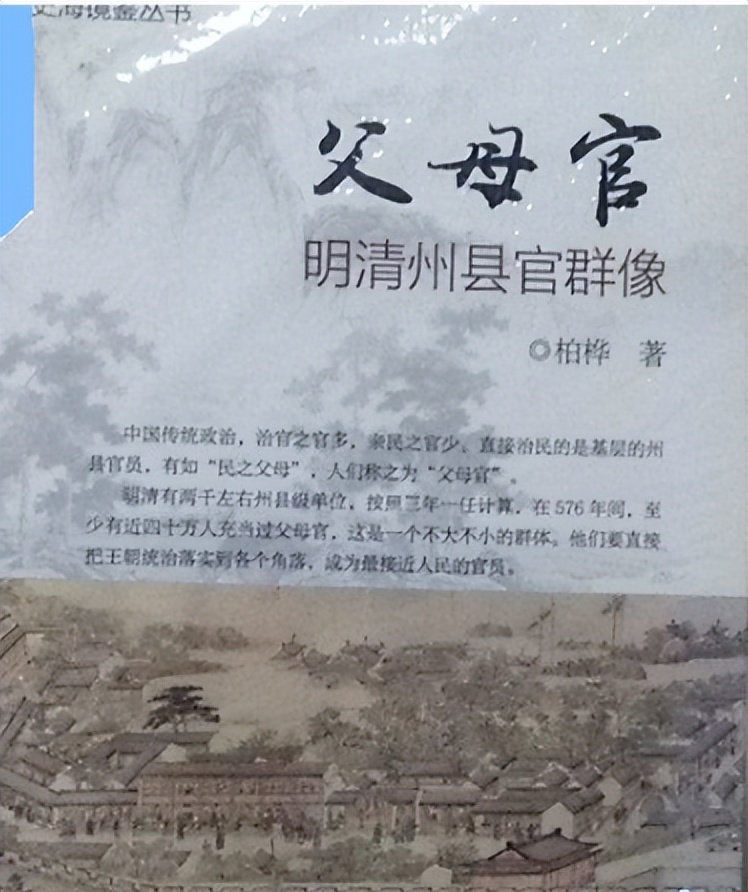 史海镜鉴丛书
父母官
明清州县官群像
◎柏桦 著
中国传统政治，治官之官多，亲民之官少。直接治民的是基层的州
县官员，有如“民之父母”，人们称之为“父母官”。
明清有两千左右州县级单位，按照三年一任计算，在576年间，至
少有近四十万人充当过父母官，这是一个不大不小的群体。他们要直接
把王朝统治落实到各个角落，成为最接近人民的官员。